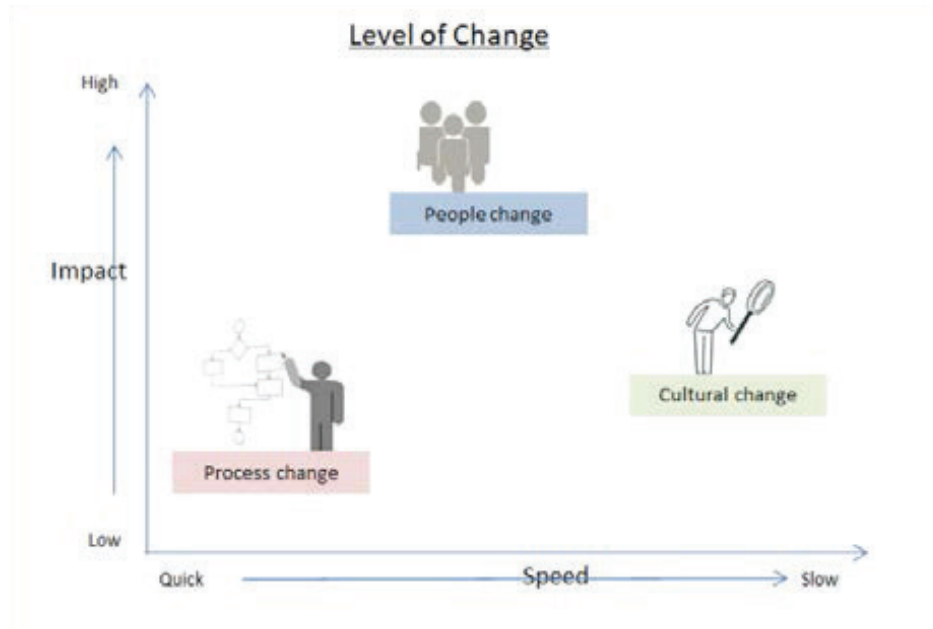 Level of Change
High
People change
Impact
Cultural change
Process change
Low
Quick
Speed
Slow